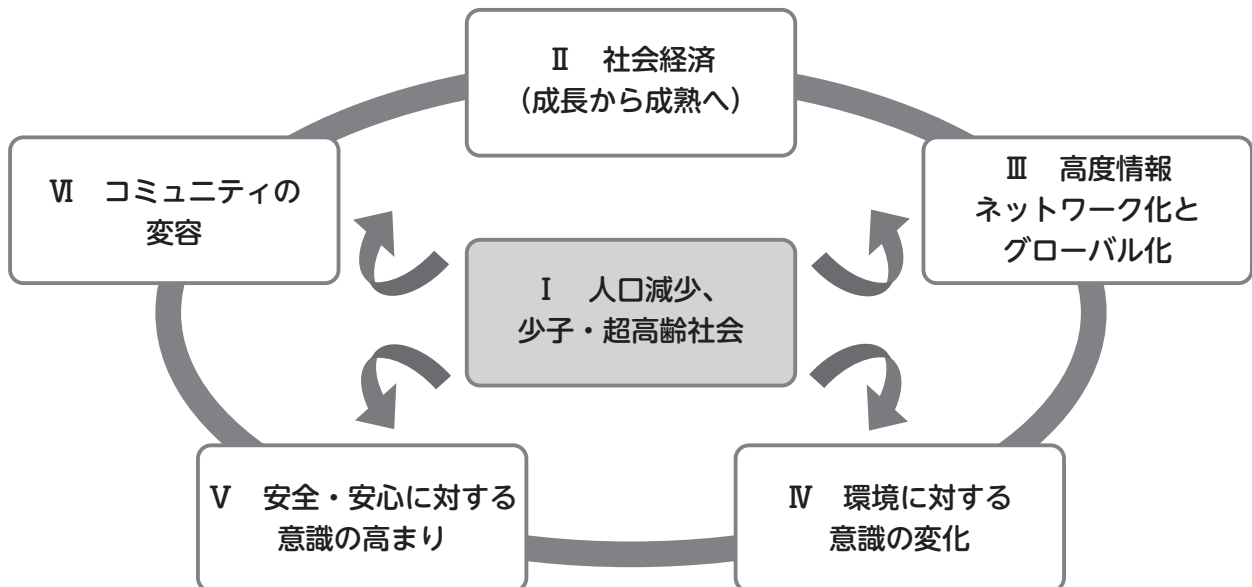 Ⅱ 社会経済
(成長から成熟へ)
Ⅲ 高度情報
ネットワーク化と
グローバル化
Ⅵ コミュニティの
変容
Ⅰ 人口減少、
少子・超高齢社会
Ⅴ 安全・安心に対する
意識の高まり
Ⅳ 環境に対する
意識の変化